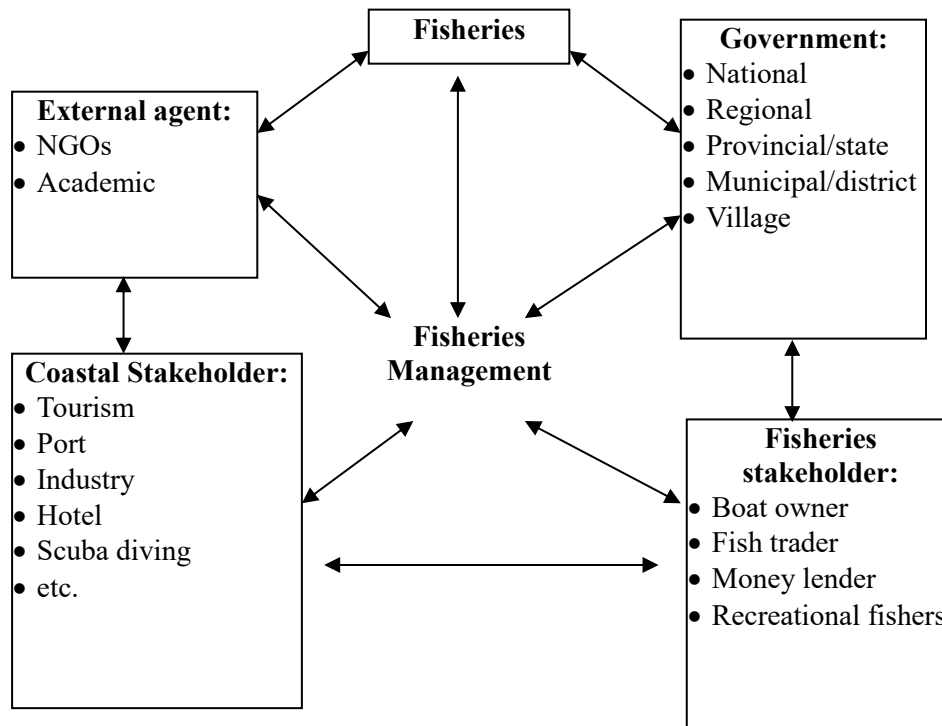 Fisheries
External agent:
• NGOs
• Academic
Government:
• National
• Regional
• Provincial/state
• Municipal/district
• Village
Fisheries
Management
Coastal Stakeholder:
• Tourism
• Port
• Industry
• Hotel
• Scuba diving
• etc.
Fisheries
stakeholder:
• Boat owner
• Fish trader
• Money lender
• Recreational fishers